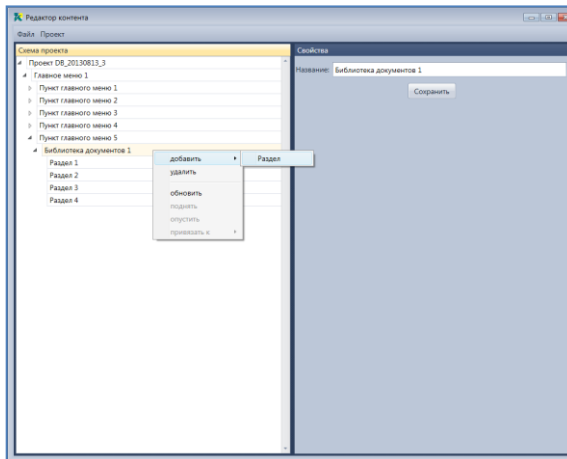 Редактор контента
Файл Проект
Схема проекта
Свойства
Проект DB_20130813_3
Название: Библиотека документов 1
Главное меню 1
Сохранить
Пункт главного меню 1
Пункт главного меню 2
Пункт главного меню 3
Пункт главного меню 4
Пункт главного меню 5
Библиотека документов 1
добавить
Раздел
Раздел 1
удалить
Раздел 2
обновить
Раздел 3
поднять
Раздел 4
опустить
привязать к